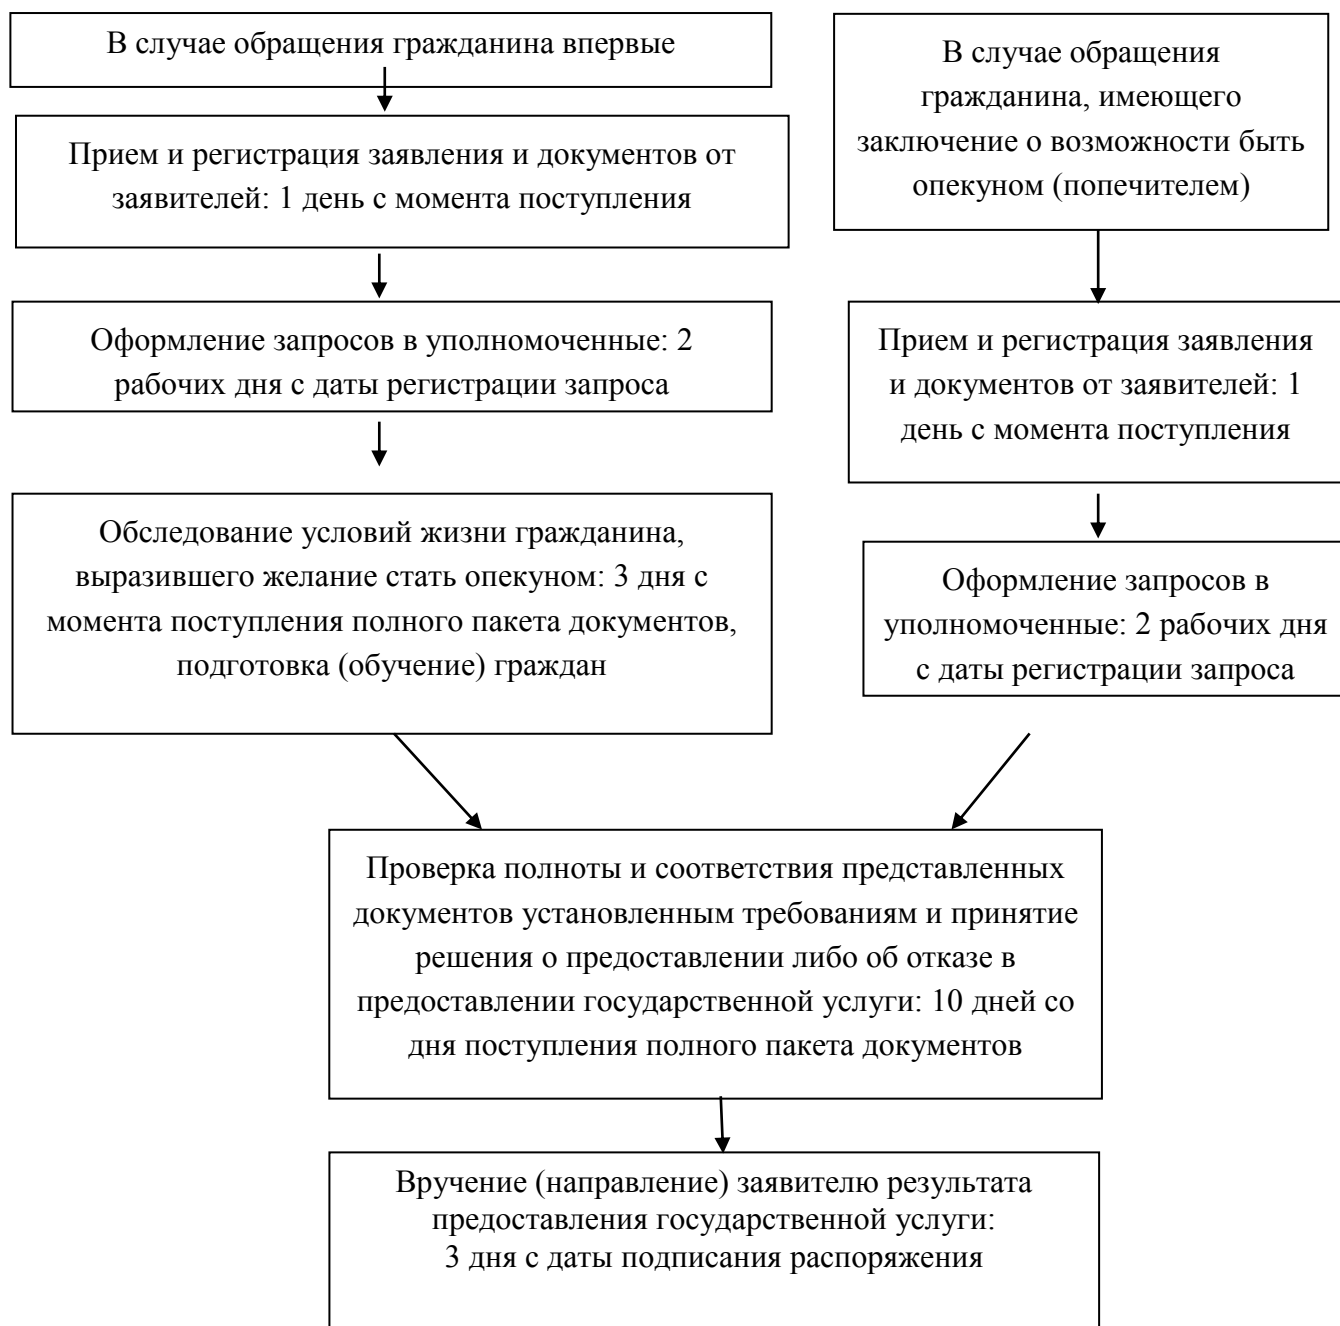 В случае обращения гражданина впервые
Прием и регистрация заявления и документов от
заявителей: 1 день с момента поступления
Оформление запросов в уполномоченные: 2
рабочих дня с даты регистрации запроса
Обследование условий жизни гражданина,
выразившего желание стать опекуном: 3 дня с
момента поступления полного пакета документов,
подготовка (обучение) граждан
В случае обращения
гражданина, имеющего
заключение о возможности быть
опекуном (попечителем)
Прием и регистрация заявления
и документов от заявителей: 1
день с момента поступления
Оформление запросов в
уполномоченные: 2 рабочих дня
с даты регистрации запроса
Проверка полноты и соответствия представленных
документов установленным требованиям и принятие
решения о предоставлении либо об отказе в
предоставлении государственной услуги: 10 дней со
дня поступления полного пакета документов
Вручение (направление) заявителю результата
предоставления государственной услуги:
3 дня с даты подписания распоряжения